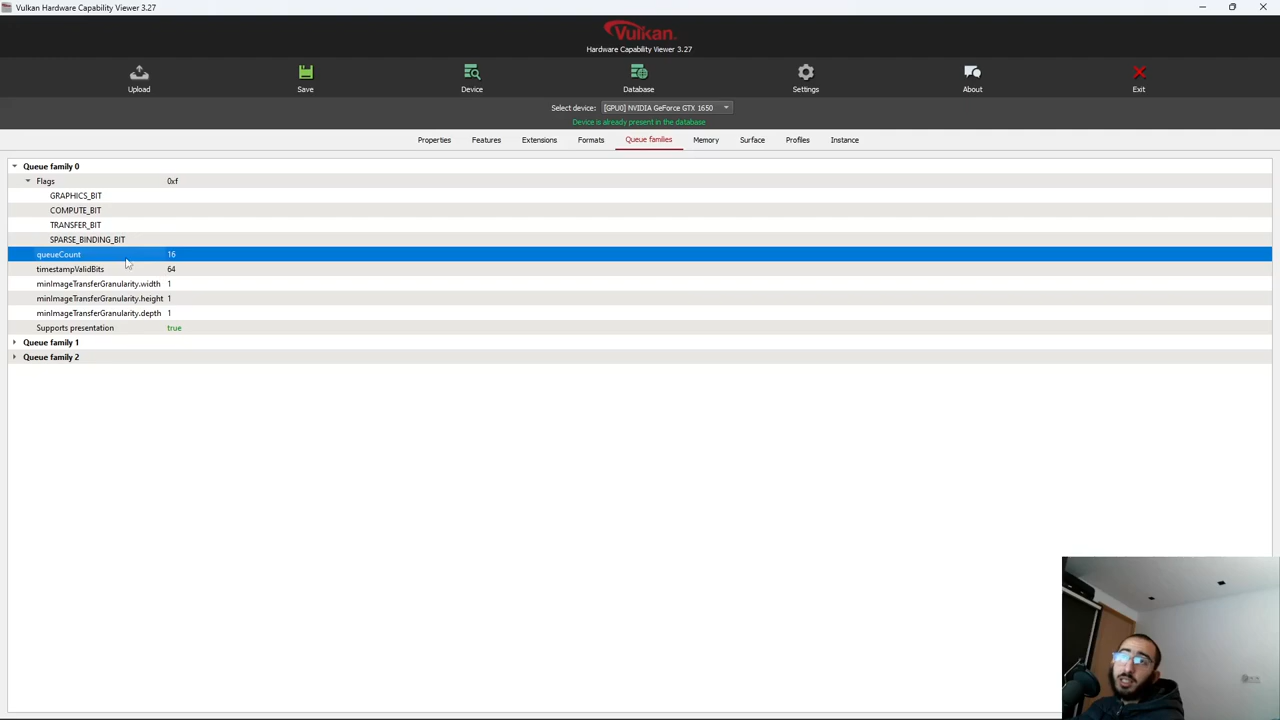 Vulkan Hardware Capability Viewer 3.27
Vulkan.
Hardware Capability Viewer 3.27
Upload Save Device Database Settings About Exit
Select device: [GPU0] NVIDIA GeForce GTX 1650
Device is already present in the database
Properties Features Extensions Formats Queue families Memory Surface Profiles Instance
Queue family 0
Flags 0xf
GRAPHICS_BIT
COMPUTE_BIT
TRANSFER_BIT
SPARSE_BINDING_BIT
queueCount 16
timestampValidBits 64
minImageTransferGranularity.width 1
minImageTransferGranularity.height 1
minImageTransferGranularity.depth 1
Supports presentation true
Queue family 1
Queue family 2